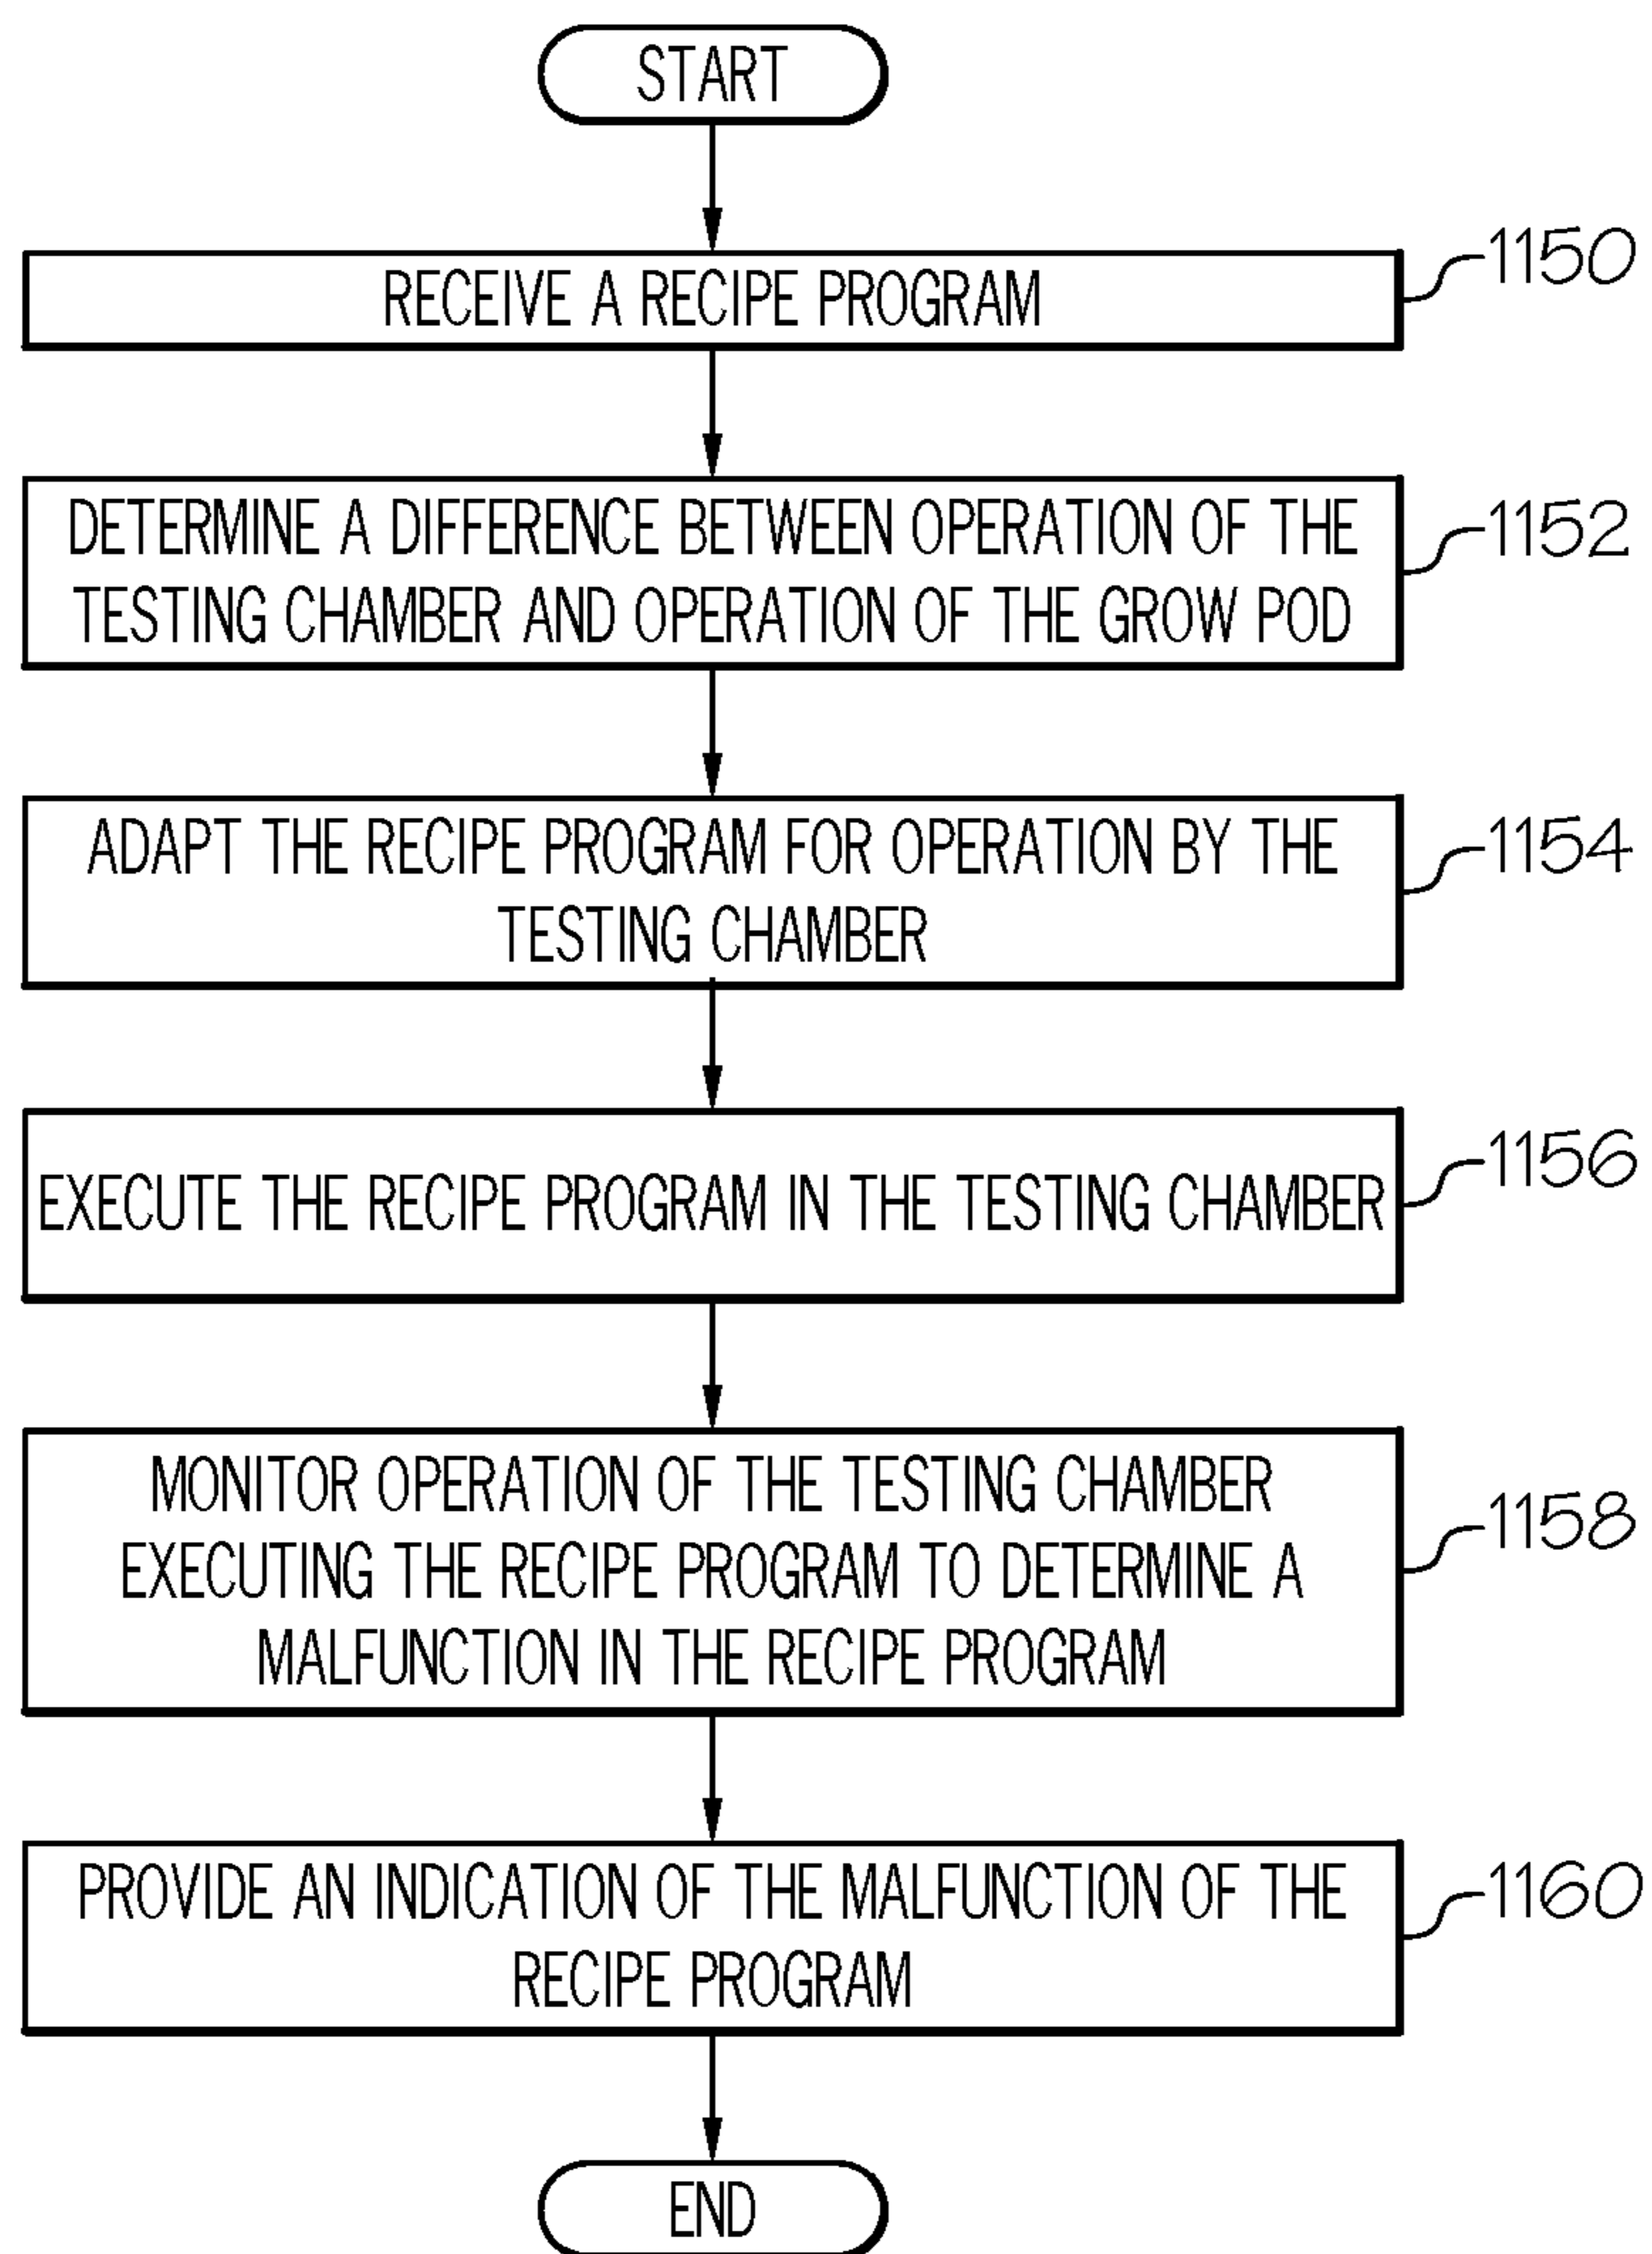 START
RECEIVE A RECIPE PROGRAM
1150
DETERMINE A DIFFERENCE BETWEEN OPERATION OF THE
TESTING CHAMBER AND OPERATION OF THE GROW POD
1152
ADAPT THE RECIPE PROGRAM FOR OPERATION BY THE
TESTING CHAMBER
1154
EXECUTE THE RECIPE PROGRAM IN THE TESTING CHAMBER
1156
MONITOR OPERATION OF THE TESTING CHAMBER
EXECUTING THE RECIPE PROGRAM TO DETERMINE A
MALFUNCTION IN THE RECIPE PROGRAM
1158
PROVIDE AN INDICATION OF THE MALFUNCTION OF THE
RECIPE PROGRAM
1160
END